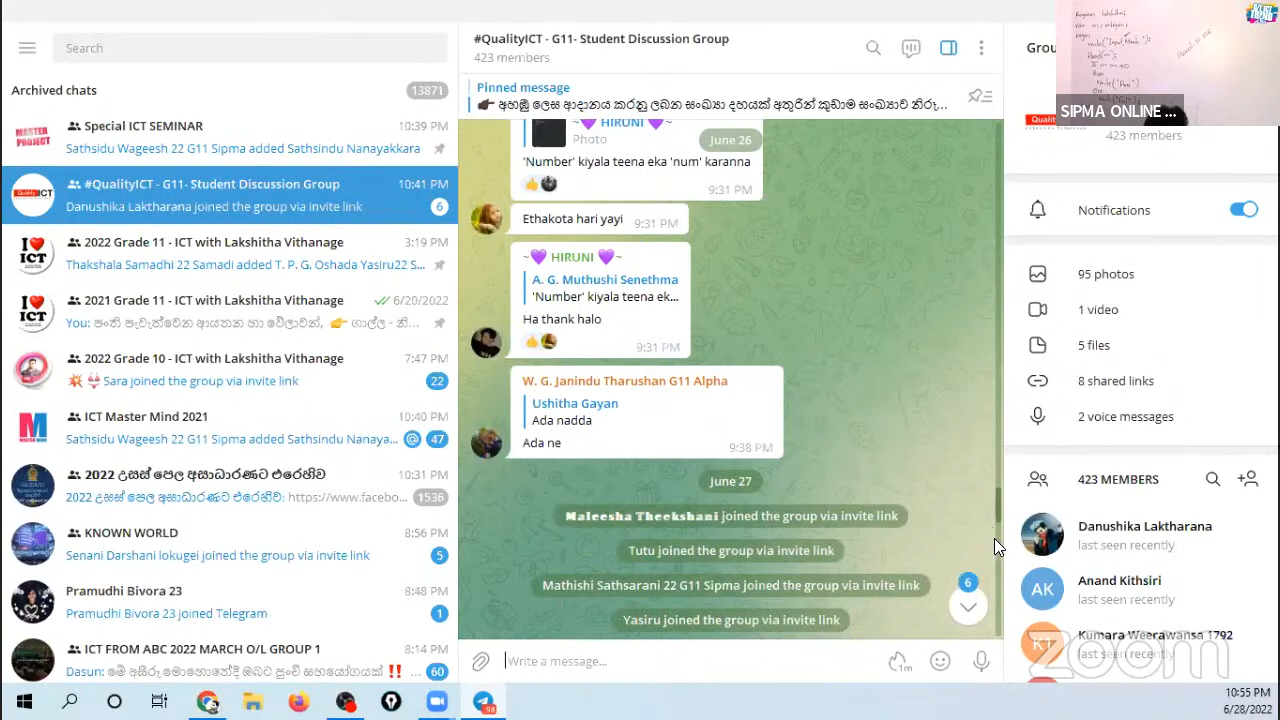 Search
Archived chats
13871
Special ICT SEMINAR
10:39 PM
Sathsidu Wageesh 22 G11 Sipma added Sathsindu Nanayakkara
#QualityICT - G11- Student Discussion Group
10:41 PM
Danushika Laktharana joined the group via invite link
6
2022 Grade 11 - ICT with Lakshitha Vithanage
3:19 PM
Thakshala Samadhi 22 Samadi added T. P. G. Oshada Yasiru22 S...
2021 Grade 11 - ICT with Lakshitha Vithanage
6/20/2022
You: පංති පැවැත්වෙන ආයතන හා වේලාවන්, 👉 ගාල්ල - නි...
2022 Grade 10 - ICT with Lakshitha Vithanage
7:47 PM
Sara joined the group via invite link
22
ICT Master Mind 2021
10:40 PM
Sathsidu Wageesh 22 G11 Sipma added Sathsindu Nanaya...
@ 47
2022 උසස් පෙල අසාධාරණට එරෙහිව
10:31 PM
2022 උසස් පෙල අසාධාරණට එරෙහිව: https://www.facebo...
1536
KNOWN WORLD
8:56 PM
Senani Darshani lokugei joined the group via invite link
5
Pramudhi Bivora 23
8:48 PM
Pramudhi Bivora 23 joined Telegram
1
ICT FROM ABC 2022 MARCH O/L GROUP 1
8:14 PM
Dasun: මේ අසීරු මොහොතේදී ඔබට පුංචි සහයෝගයක් ‼️ ...
60
#QualityICT - G11- Student Discussion Group
423 members
Pinned message
👉 අහඹු ලෙස ආදානය කරනු ලබන සංඛ්‍යා දහයක් අතුරින් කුඩාම සංඛ්‍යාව නිරූ...
~💜 HIRUNI 💜~
Photo
June 26
'Number' kiyala teena eka 'num' karanna
9:31 PM
Ethakota hari yayi
9:31 PM
~💜 HIRUNI 💜~
A. G. Muthushi Senethma
'Number' kiyala teena ek...
Ha thank halo
9:31 PM
W. G. Janindu Tharushan G11 Alpha
Ushitha Gayan
Ada nadda
Ada ne
9:38 PM
June 27
Maleesha Theekshani joined the group via invite link
Tutu joined the group via invite link
Mathishi Sathsarani 22 G11 Sipma joined the group via invite link
Yasiru joined the group via invite link
6
Write a message...
1m
Grou
SIPMA ONLINE ...
423 members
Notifications
95 photos
1 video
5 files
8 shared links
2 voice messages
423 MEMBERS
Danushika Laktharana
last seen recently
AK
Anand Kithsiri
last seen recently
Kumara Weerawansa 1792
last seen recently
zoom
98
10:55 PM
6/28/2022